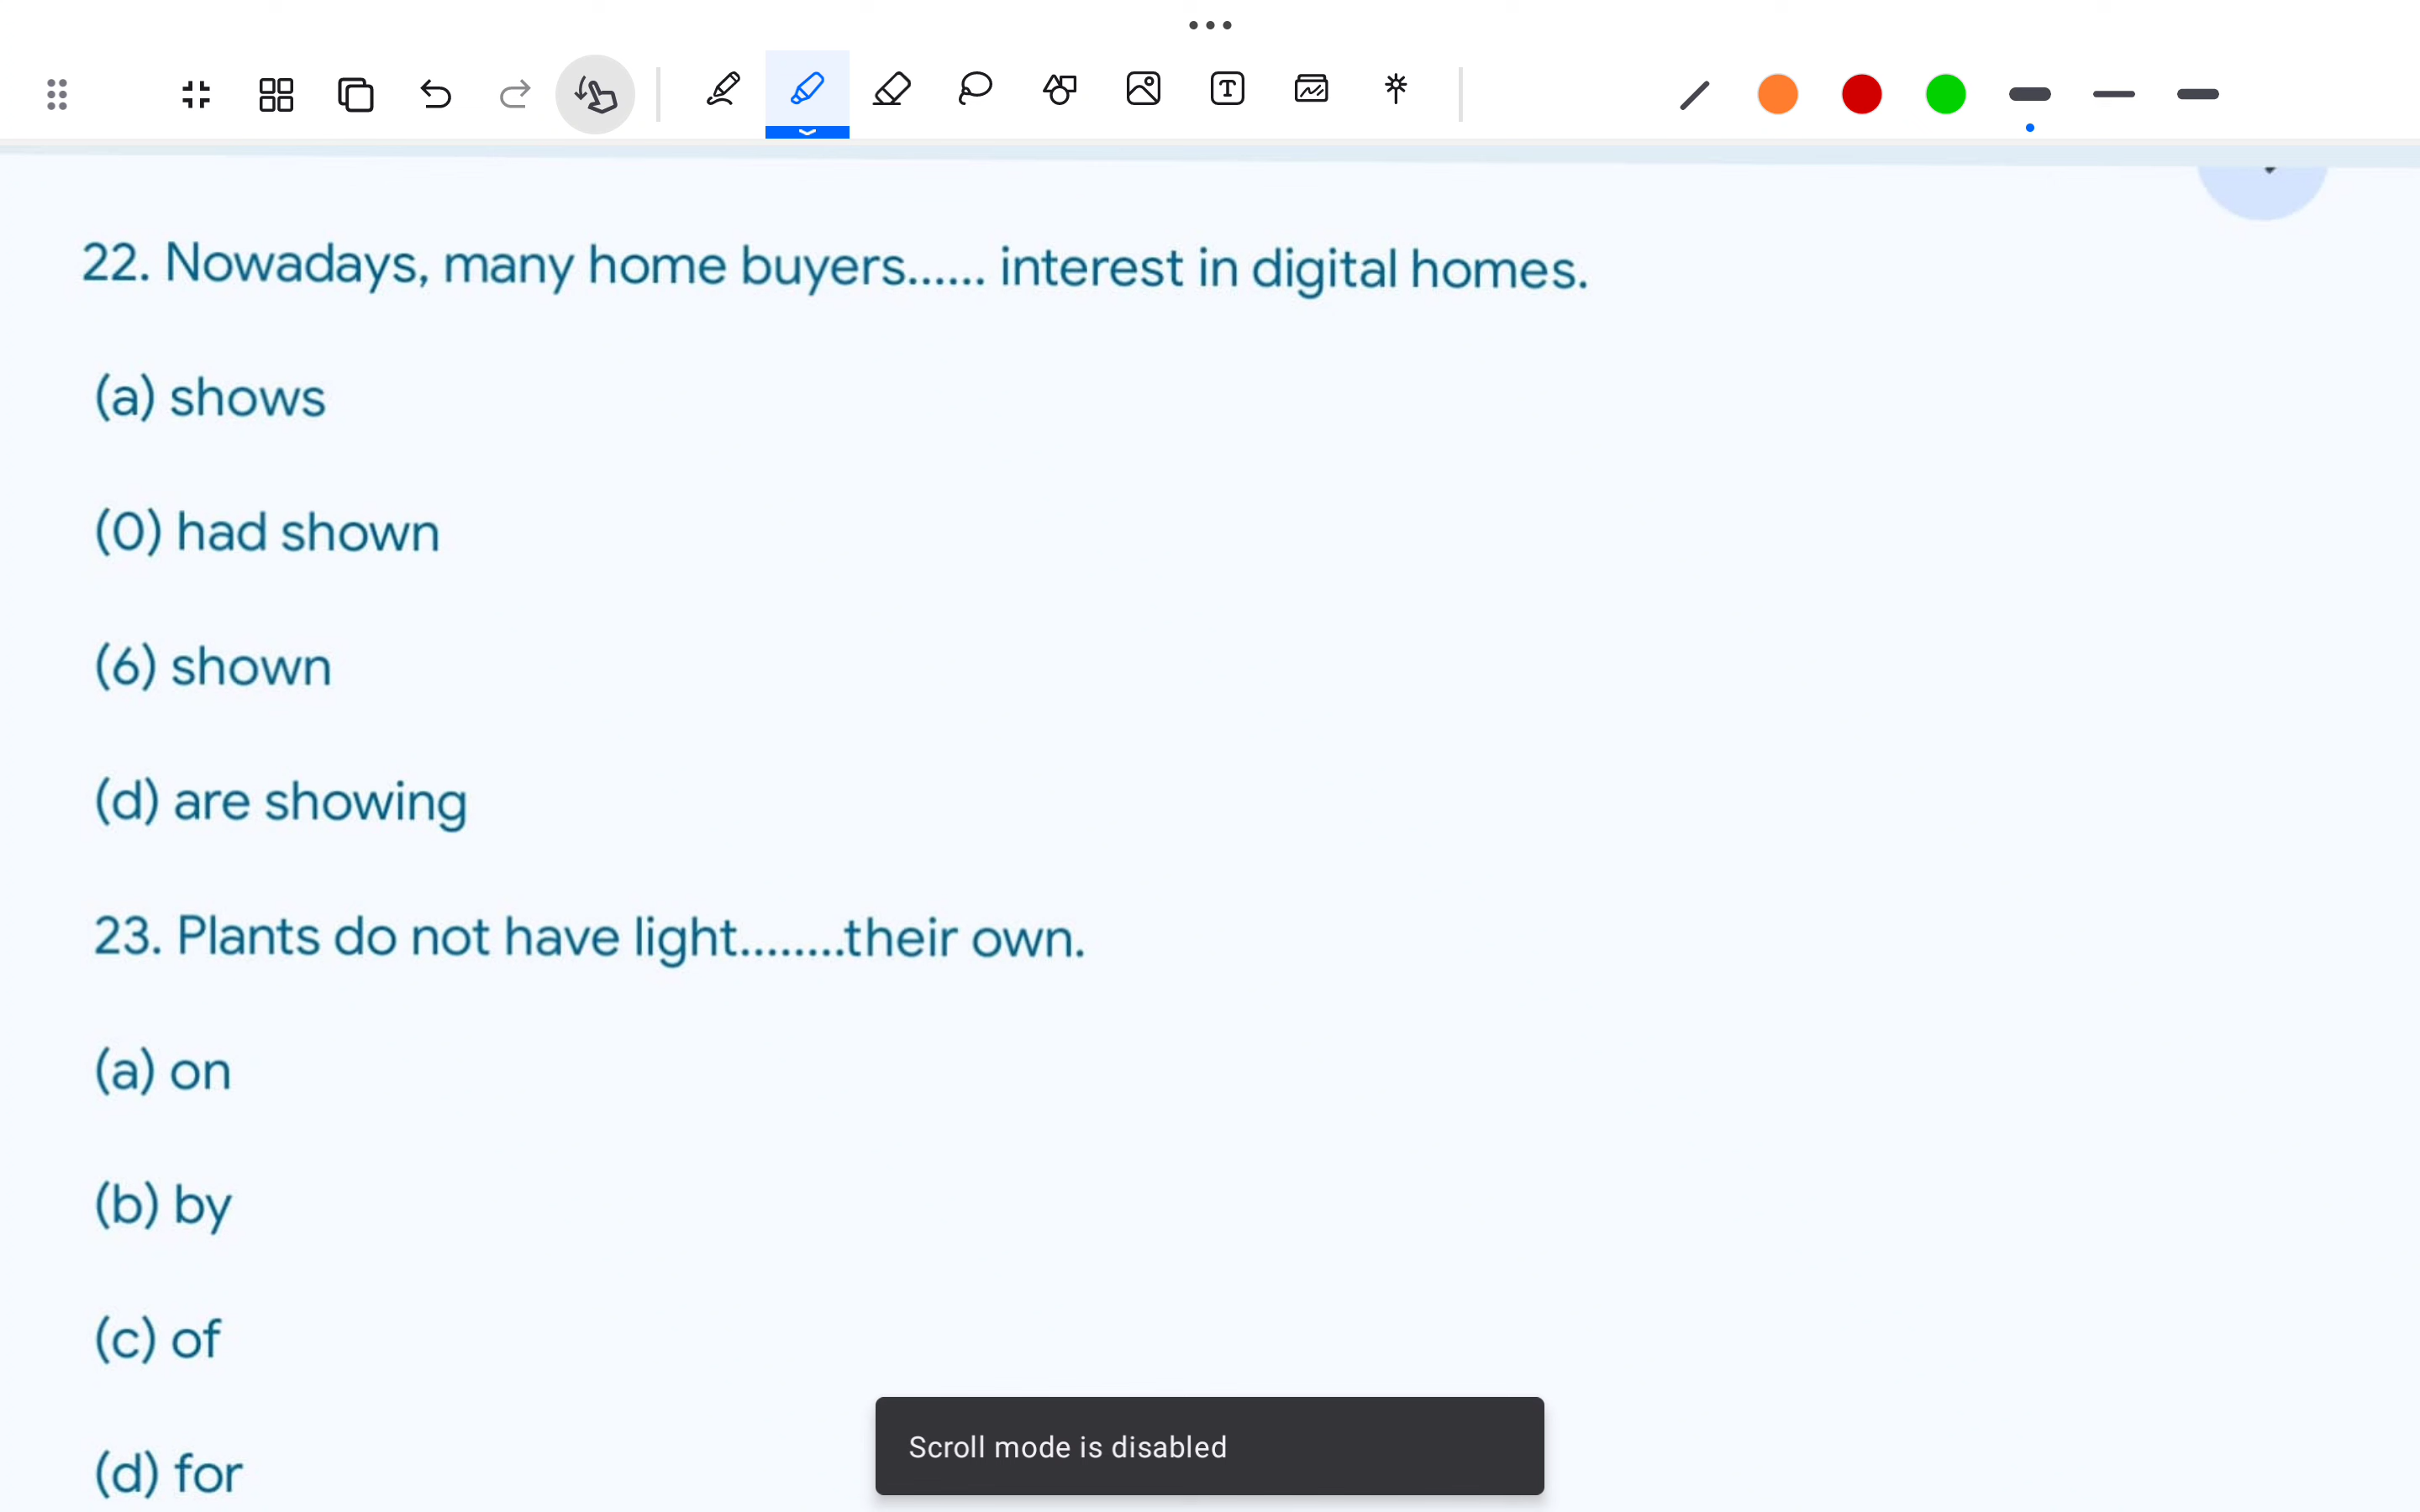 22. Nowadays, many home buyers...... interest in digital homes.
(a) shows
(0) had shown
(6) shown
(d) are showing
23. Plants do not have light........their own.
(a) on
(b) by
(c) of
(d) for
Scroll mode is disabled